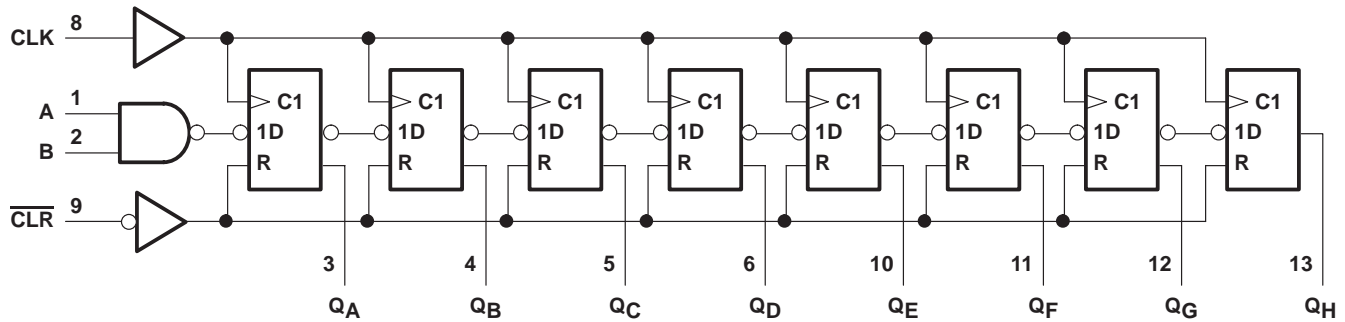 CLK 8
C1 C1 C1 C1 C1 C1 C1 C1
A 1
1D 1D 1D 1D 1D 1D 1D 1D
B 2
R R R R R R R R
CLR 9
3 4 5 6 10 11 12 13
QA QB QC QD QE QF QG QH